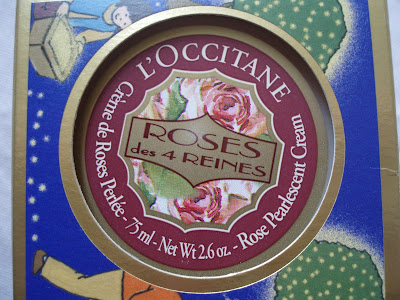 L'OCCITANE
ROSES
des 4 REINES
Crème de Roses Perlée - 75 ml - Net Wt 2.6 oz. - Rose Pearlescent Cream